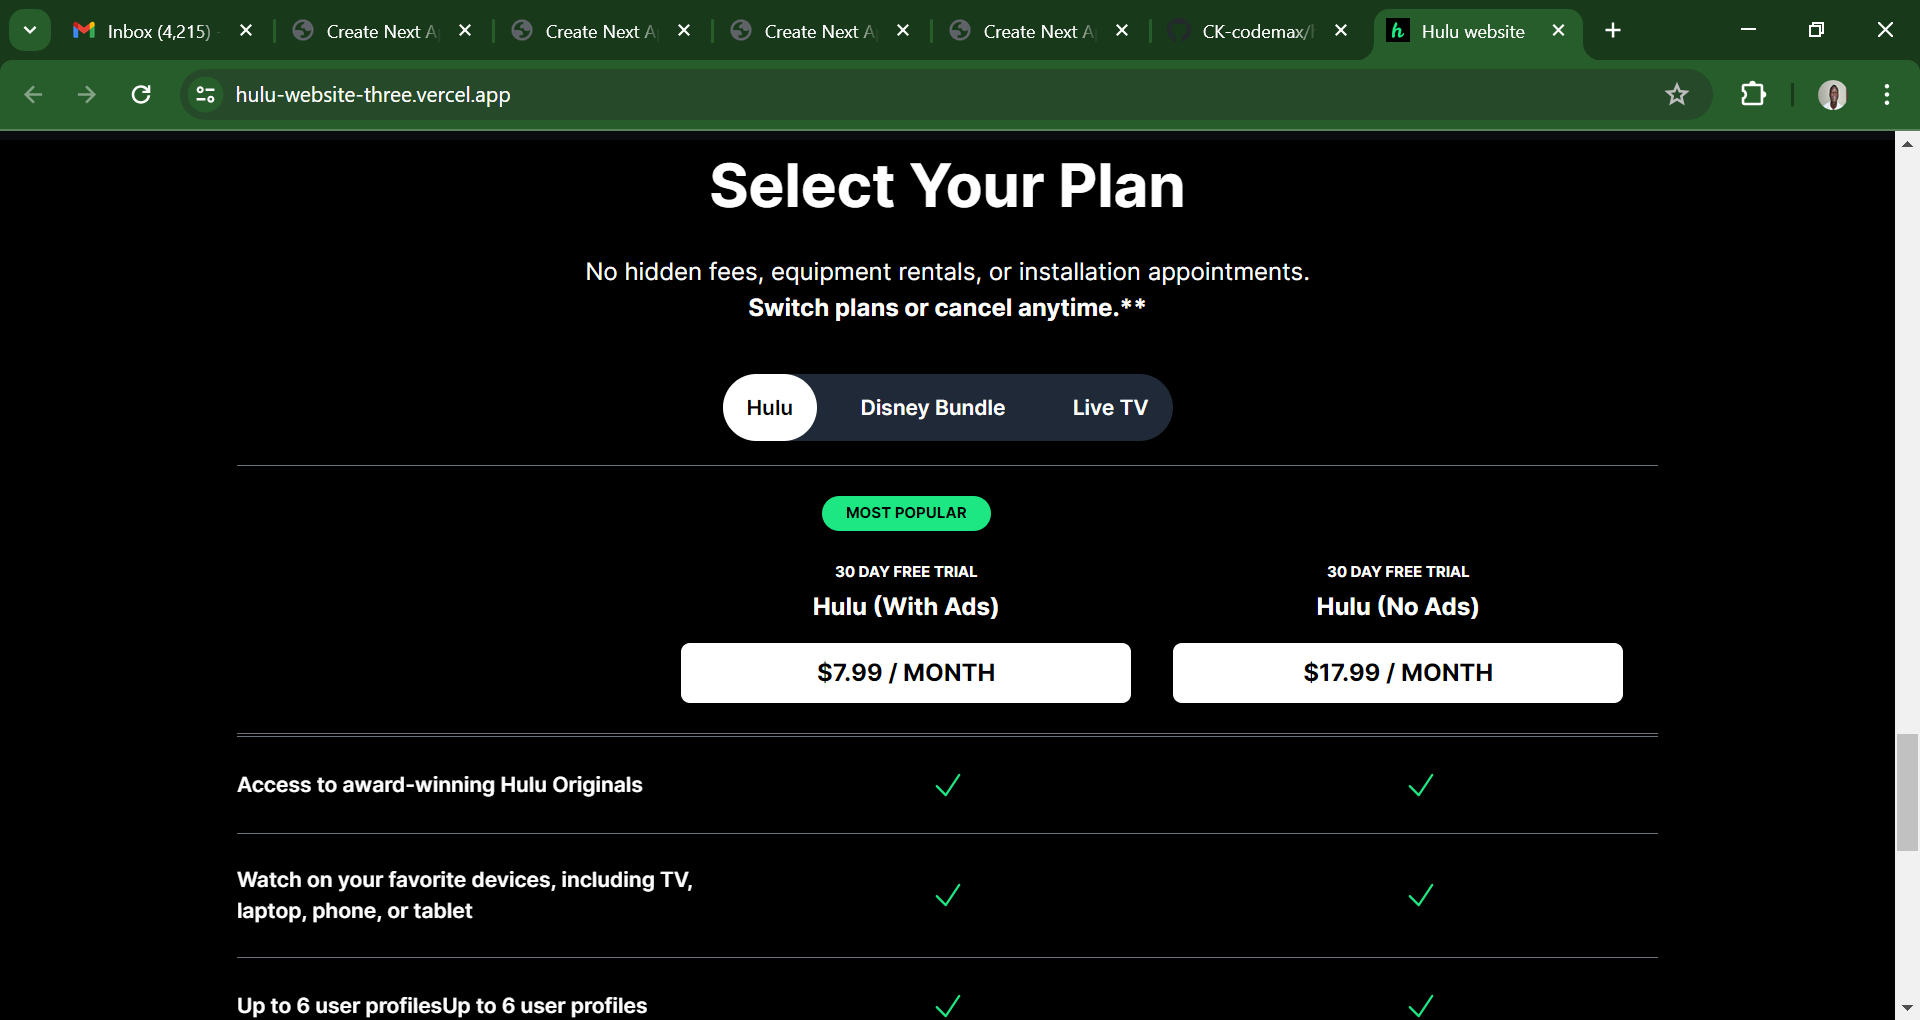 Inbox (4,215)
Create Next A
Create Next A
Create Next A
Create Next A
CK-codemax/
Hulu website
hulu-website-three.vercel.app
Select Your Plan
No hidden fees, equipment rentals, or installation appointments.
Switch plans or cancel anytime.**
Hulu
Disney Bundle
Live TV
MOST POPULAR
30 DAY FREE TRIAL
30 DAY FREE TRIAL
Hulu (With Ads)
Hulu (No Ads)
$7.99 / MONTH
$17.99 / MONTH
Access to award-winning Hulu Originals
Watch on your favorite devices, including TV,
laptop, phone, or tablet
Up to 6 user profilesUp to 6 user profiles